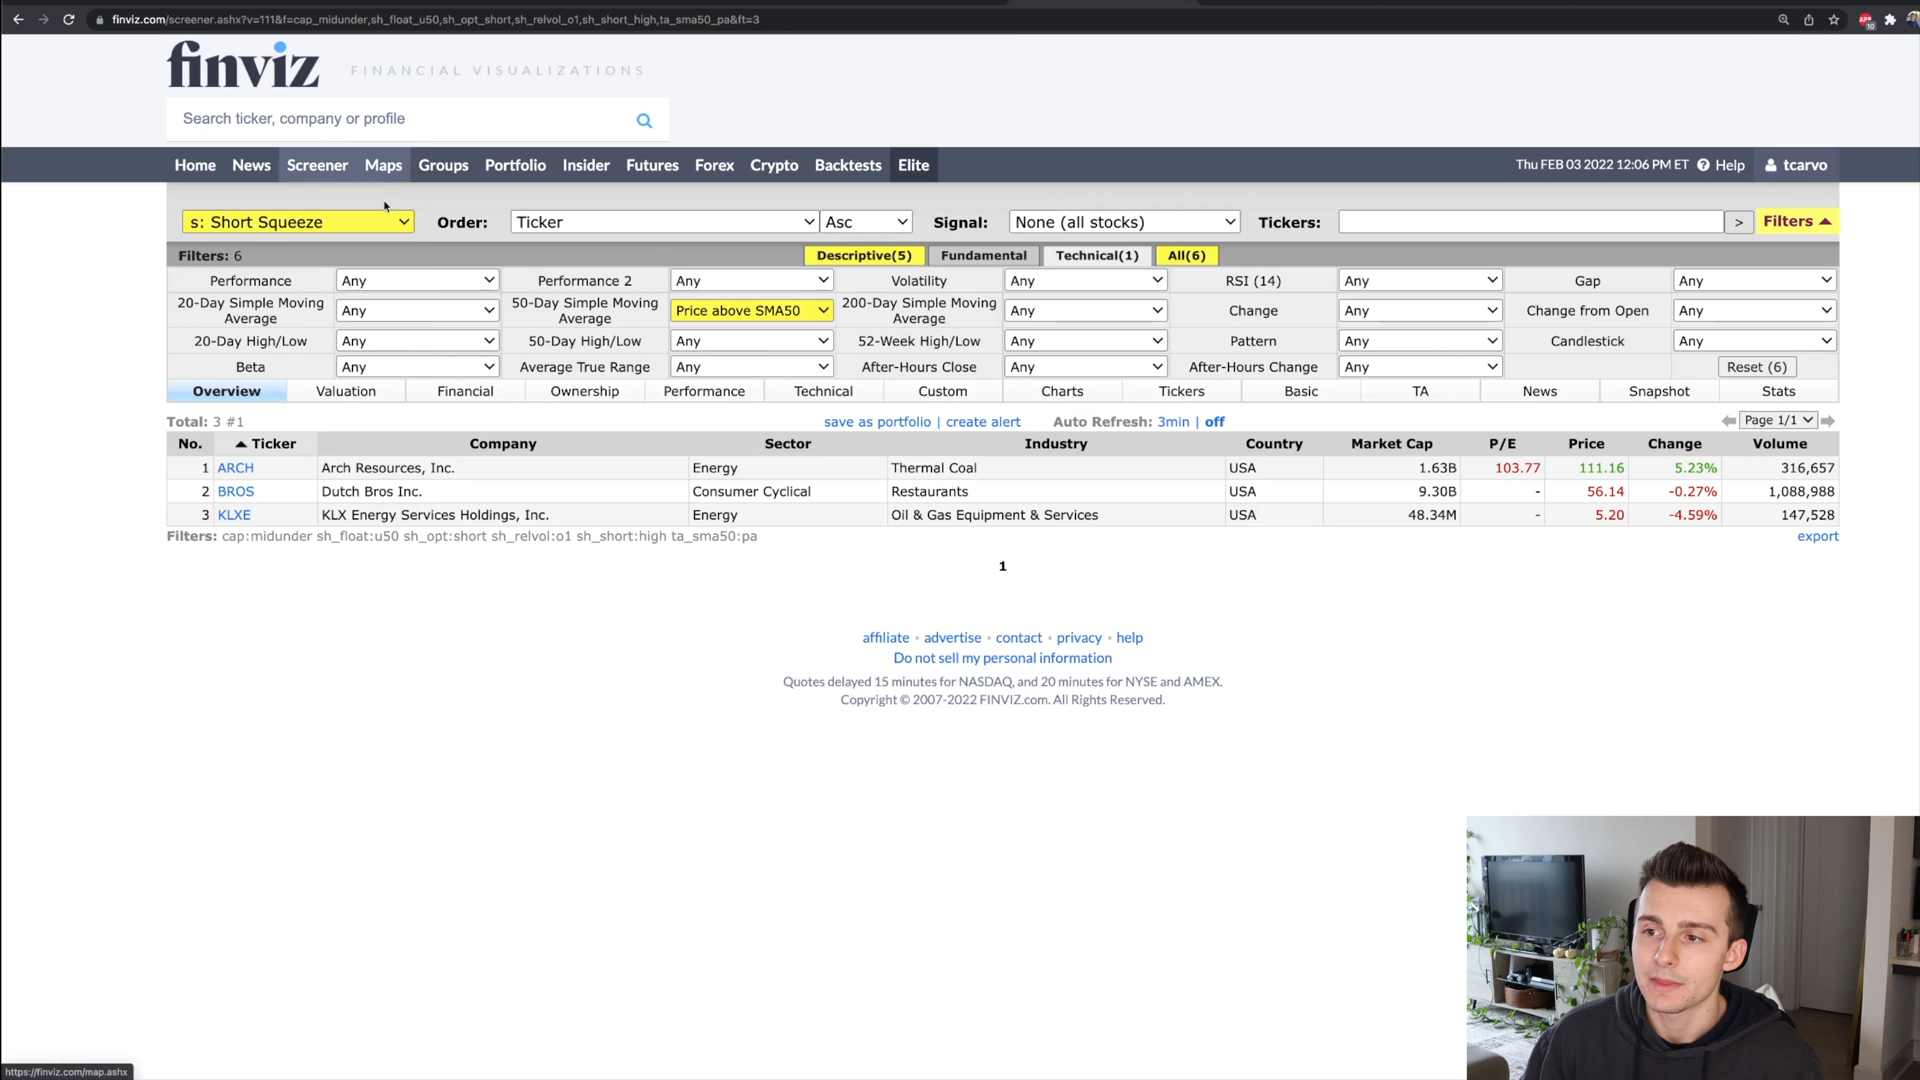 finviz.com/screener.ashx?v=111&f=cap_midunder,sh_float_u50,sh_opt_short,sh_relvol_o1,sh_short_high,ta_sma50_pa&ft=3
finviz FINANCIAL VISUALIZATIONS
Search ticker, company or profile
Home News Screener Maps Groups Portfolio Insider Futures Forex Crypto Backtests Elite Thu FEB 03 2022 12:06 PM ET Help tcarvo
s: Short Squeeze Order: Ticker Asc Signal: None (all stocks) Tickers: > Filters
Filters: 6 Descriptive(5) Fundamental Technical(1) All(6)
Performance Any Performance 2 Any Volatility Any RSI (14) Any Gap Any
20-Day Simple Moving Average Any 50-Day Simple Moving Average Price above SMA50 200-Day Simple Moving Average Any Change Any Change from Open Any
20-Day High/Low Any 50-Day High/Low Any 52-Week High/Low Any Pattern Any Candlestick Any
Beta Any Average True Range Any After-Hours Close Any After-Hours Change Any Reset (6)
Overview Valuation Financial Ownership Performance Technical Custom Charts Tickers Basic TA News Snapshot Stats
Total: 3 #1 save as portfolio | create alert Auto Refresh: 3min | off Page 1/1
No. Ticker Company Sector Industry Country Market Cap P/E Price Change Volume
1 ARCH Arch Resources, Inc. Energy Thermal Coal USA 1.63B 103.77 111.16 5.23% 316,657
2 BROS Dutch Bros Inc. Consumer Cyclical Restaurants USA 9.30B - 56.14 -0.27% 1,088,988
3 KLXE KLX Energy Services Holdings, Inc. Energy Oil & Gas Equipment & Services USA 48.34M - 5.20 -4.59% 147,528
Filters: cap:midunder sh_float:u50 sh_opt:short sh_relvol:o1 sh_short:high ta_sma50:pa export
1
affiliate • advertise • contact • privacy • help
Do not sell my personal information
Quotes delayed 15 minutes for NASDAQ, and 20 minutes for NYSE and AMEX.
Copyright © 2007-2022 FINVIZ.com. All Rights Reserved.
https://finviz.com/map.ashx